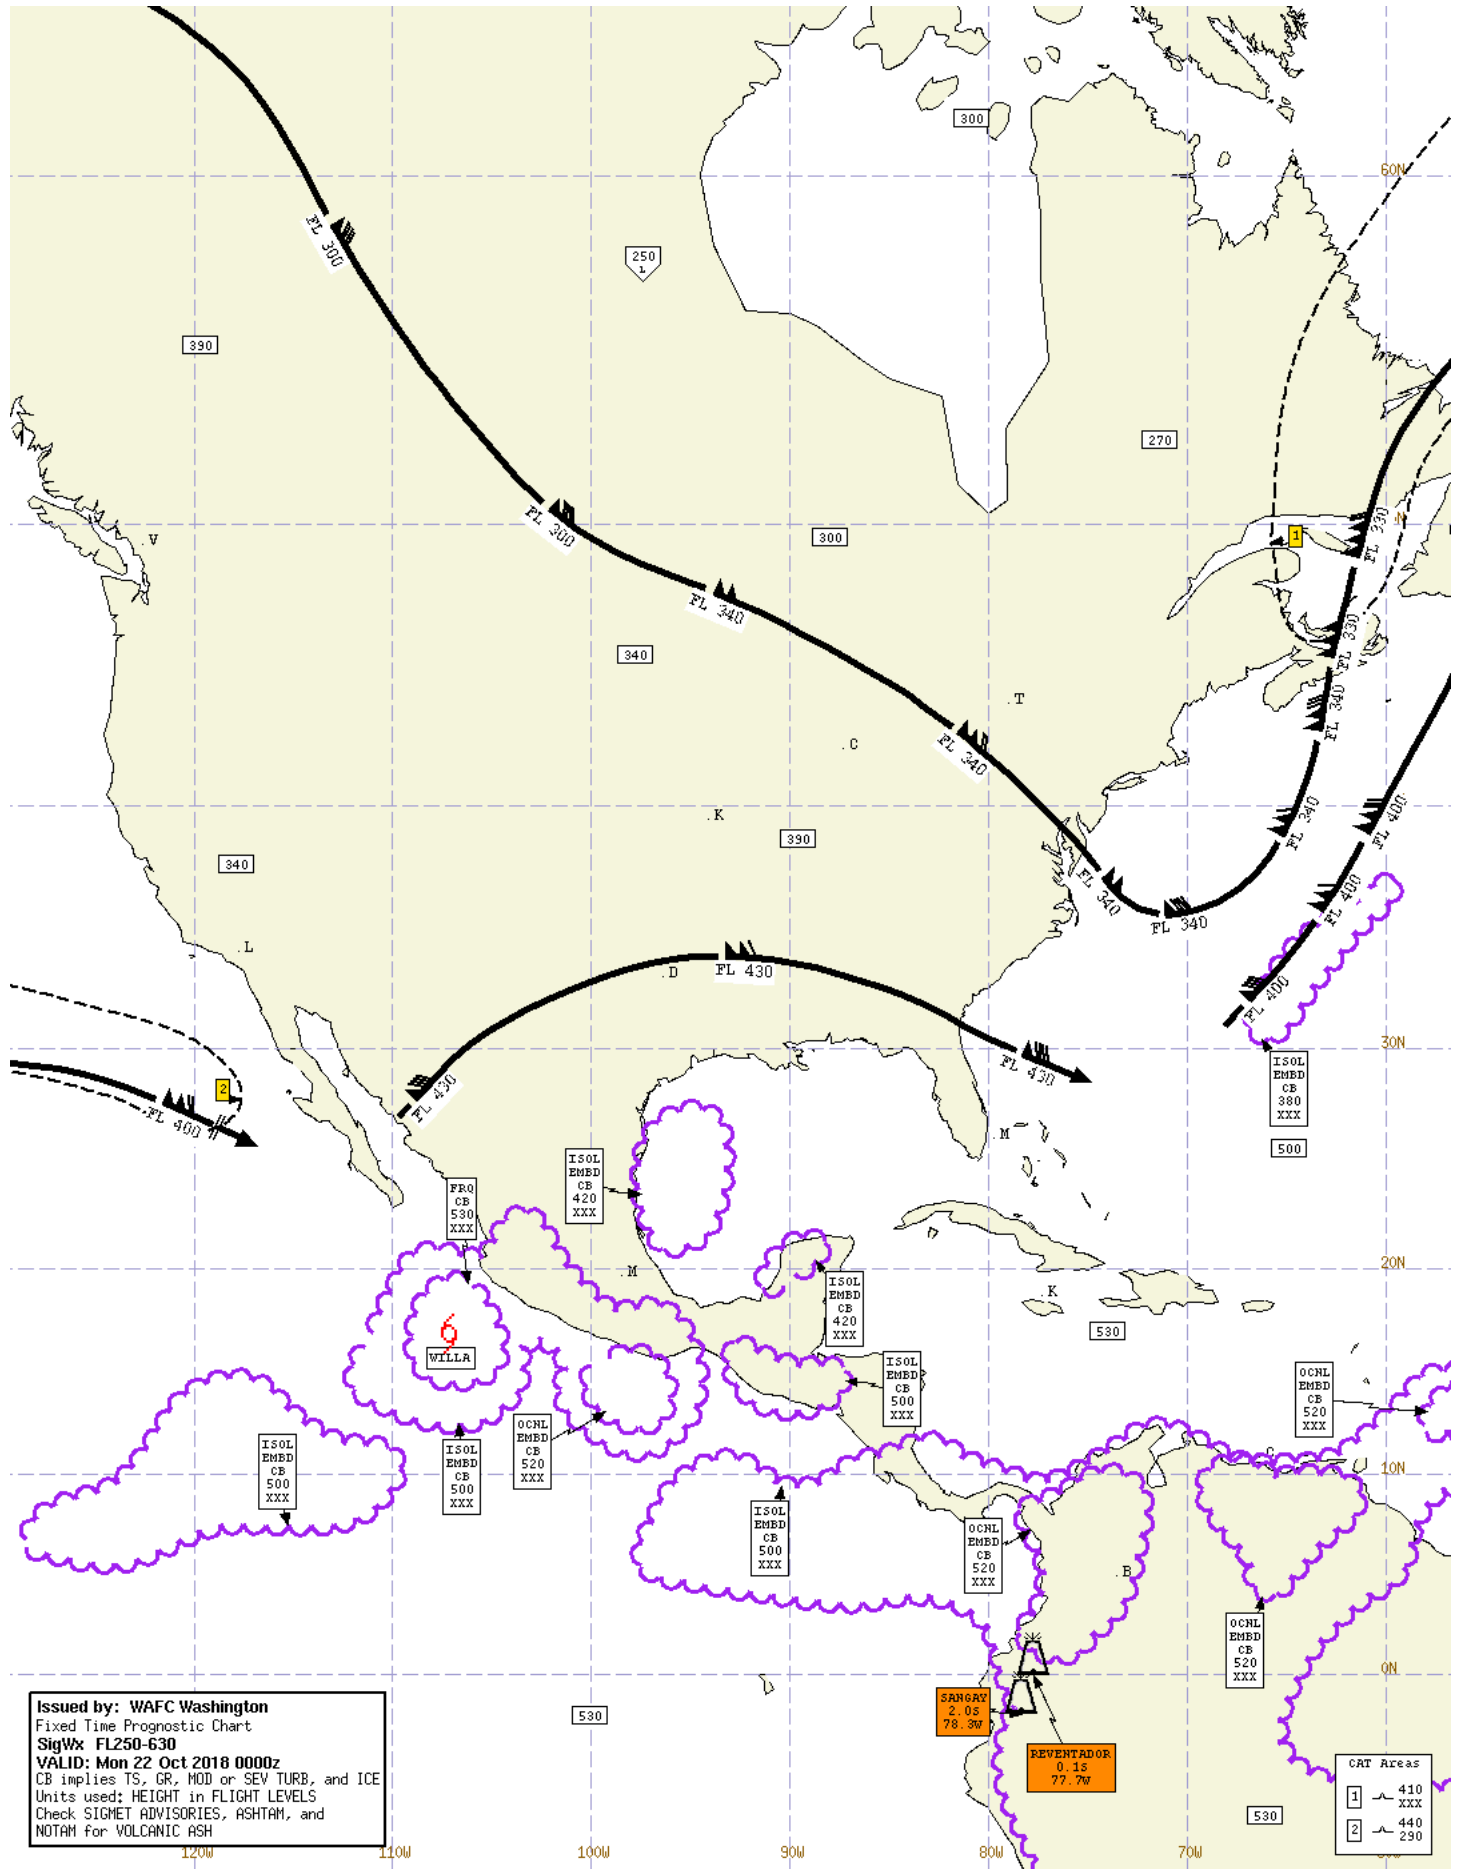 300
60N
FL 300
250
L
390
270
FL 300
V
300
1
FL 330
N
FL 340
FL 330
340
T
FL 340
FL 340
C
K
390
FL 340
FL 400
340
FL 340
FL 340
FL 400
L
D
FL 430
FL 400
30N
FL 430
FL 430
2
FL 400
ISOL
EMBD
CB
380
XXX
500
M
ISOL
EMBD
CB
420
XXX
FRQ
CB
530
XXX
M
20N
ISOL
EMBD
CB
420
XXX
K
530
WILLA
ISOL
EMBD
CB
500
XXX
OCNL
EMBD
CB
520
XXX
OCNL
EMBD
CB
520
XXX
ISOL
EMBD
CB
500
XXX
ISOL
EMBD
CB
500
XXX
C
10N
ISOL
EMBD
CB
500
XXX
OCNL
EMBD
CB
520
XXX
B
OCNL
EMBD
CB
520
XXX
0N
SANGAY
2.0S
78.3W
530
REVENTADOR
0.1S
77.7W
530
Issued by: WAFC Washington
Fixed Time Prognostic Chart
SigWx FL250-630
VALID: Mon 22 Oct 2018 0000z
CB implies TS, GR, MOD or SEV TURB, and ICE
Units used: HEIGHT in FLIGHT LEVELS
Check SIGMET ADVISORIES, ASHTAM, and
NOTAM for VOLCANIC ASH
CAT Areas
1 410
XXX
2 440
290
120W 110W 100W 90W 80W 70W